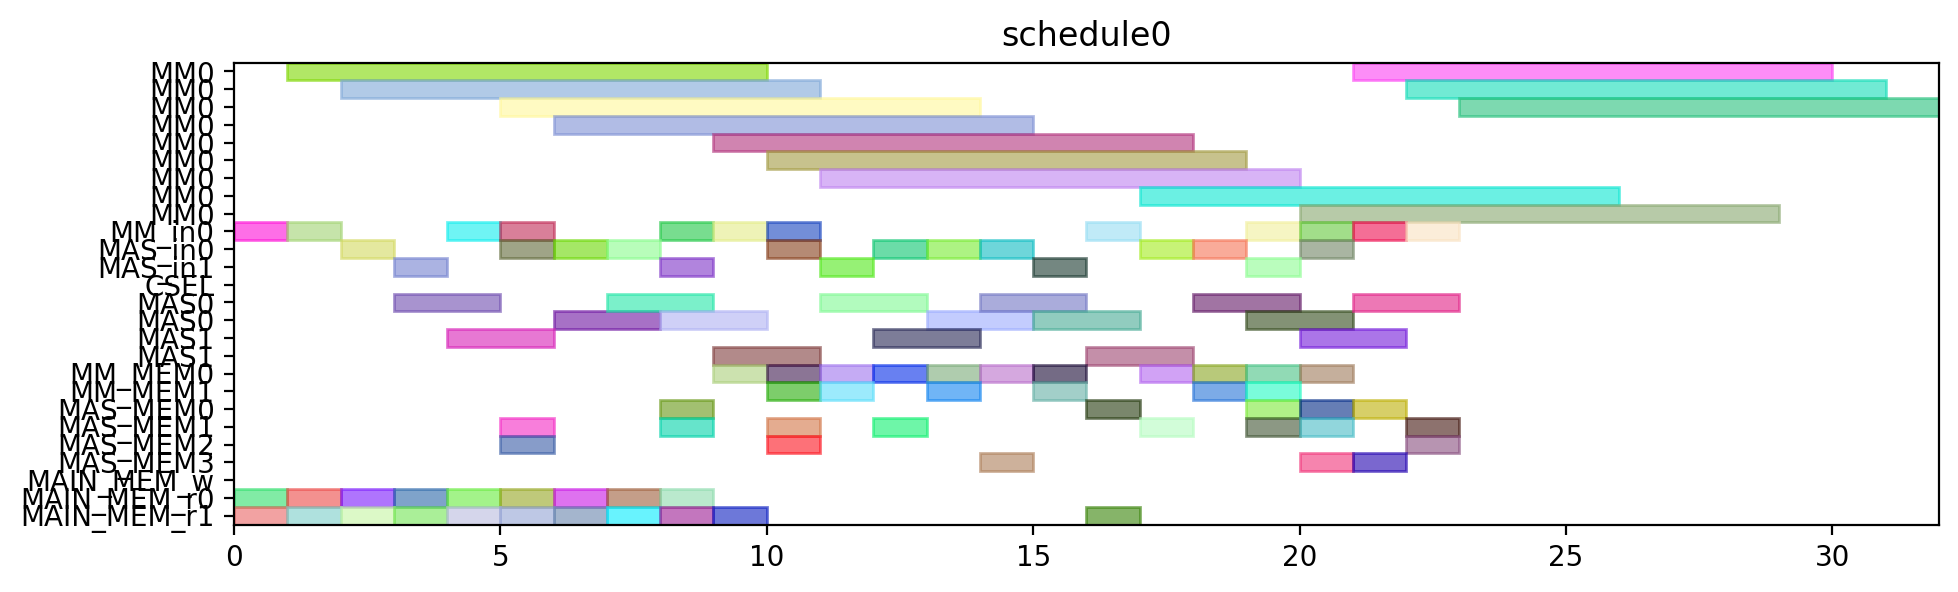 schedule0
MM0
MM0
MM0
MM0
MM0
MM0
MM0
MM0
MM0
MM_in0
MAS_in0
MAS_in1
CSEL
MAS0
MAS0
MAS1
MAS1
MM_MEM0
MM_MEM1
MAS_MEM0
MAS_MEM1
MAS_MEM2
MAS_MEM3
MAIN_MEM_w
MAIN_MEM_r0
MAIN_MEM_r1
0 5 10 15 20 25 30